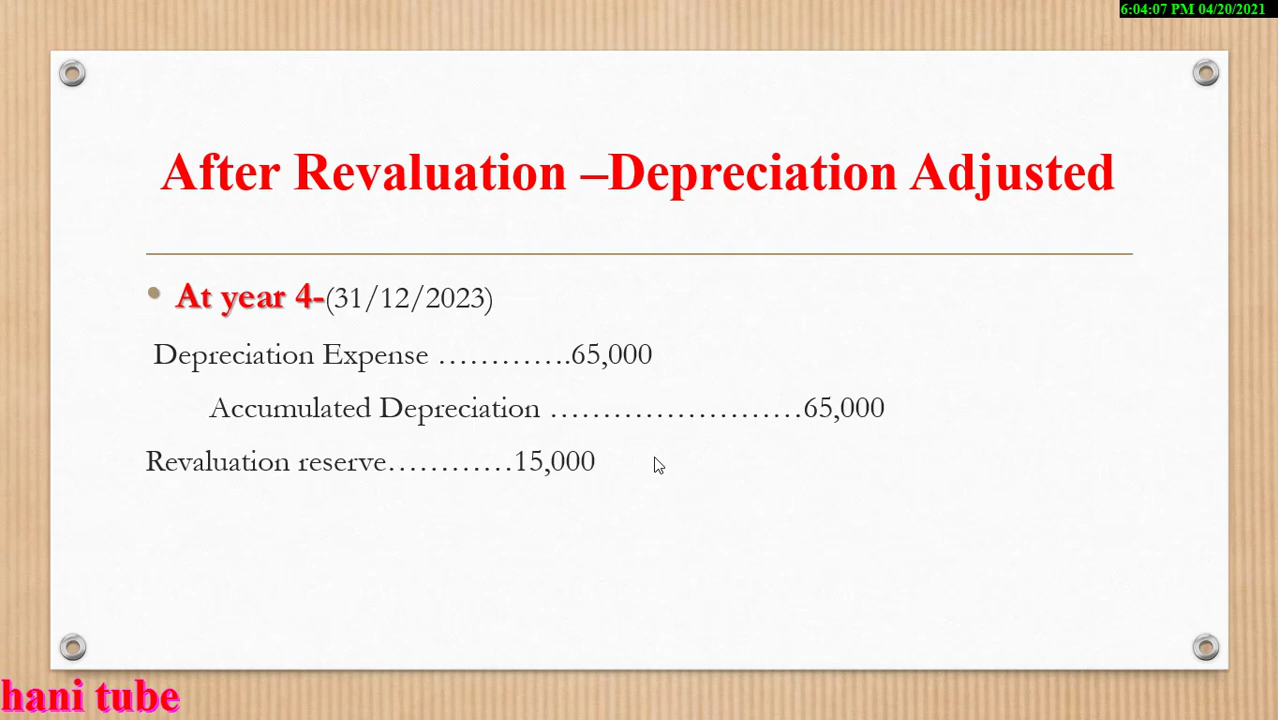 6:04:07 PM 04/20/2021
After Revaluation –Depreciation Adjusted
• At year 4-(31/12/2023)
Depreciation Expense ………….65,000
Accumulated Depreciation ……………………65,000
Revaluation reserve…………15,000
hani tube